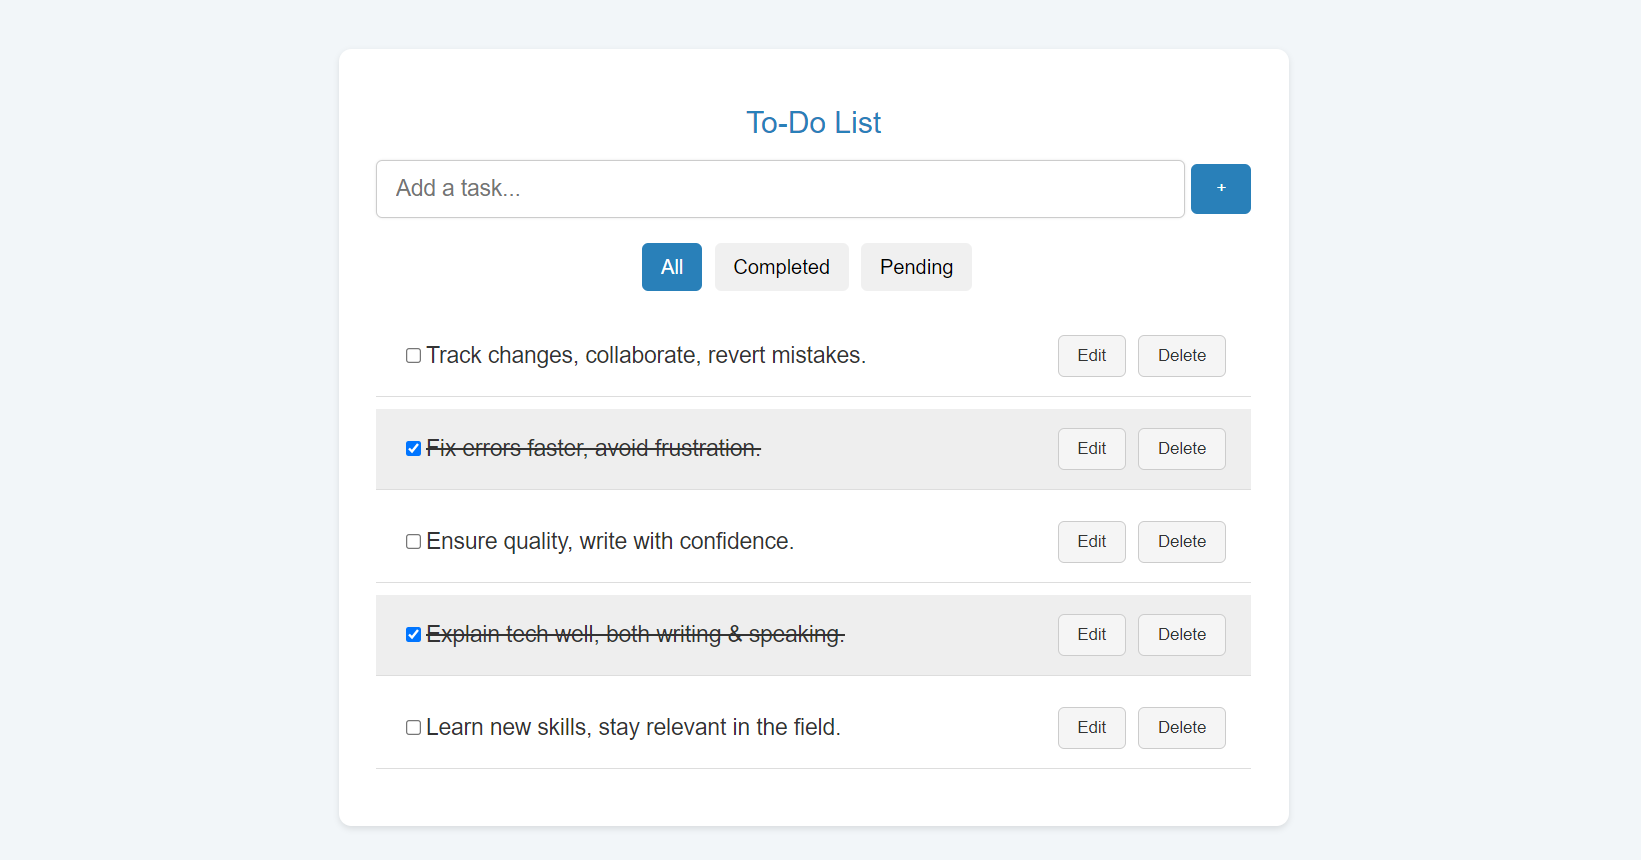 To-Do List
Add a task...
+
All Completed Pending
Track changes, collaborate, revert mistakes. Edit Delete
Fix errors faster, avoid frustration. Edit Delete
Ensure quality, write with confidence. Edit Delete
Explain tech well, both writing & speaking. Edit Delete
Learn new skills, stay relevant in the field. Edit Delete